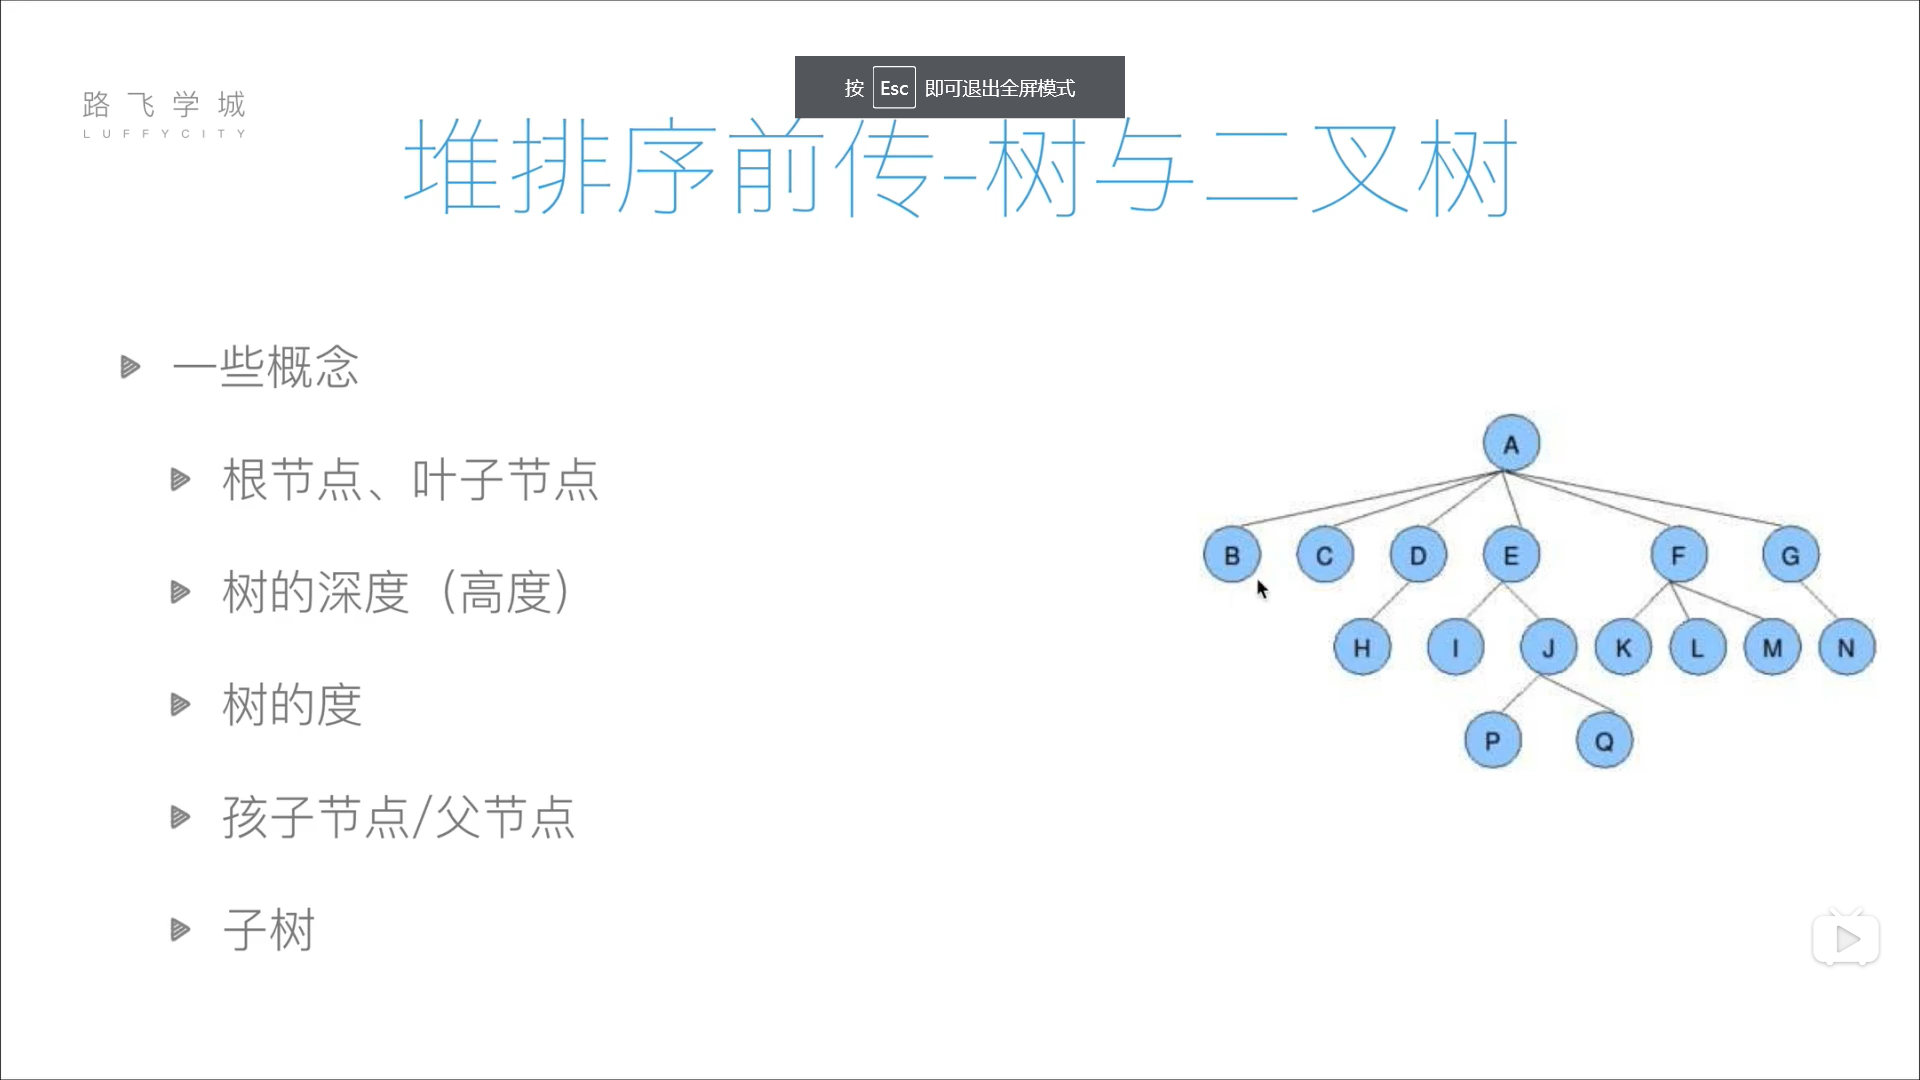 按 Esc 即可退出全屏模式
路飞学城
LUFFYCITY
堆排序前传-树与二叉树
一些概念
根节点、叶子节点
树的深度（高度）
树的度
孩子节点/父节点
子树
A
B C D E F G
H I J K L M N
P Q